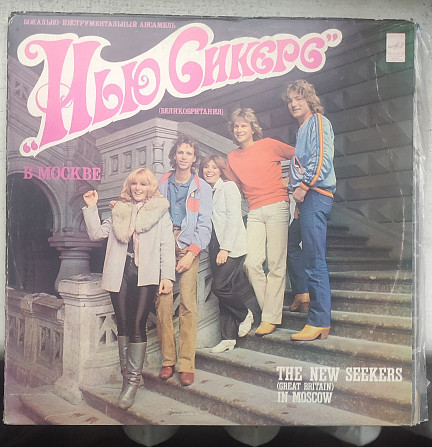 ВОКАЛЬНО-ИНСТРУМЕНТАЛЬНЫЙ АНСАМБЛЬ
„Нью Сикерс"
(ВЕЛИКОБРИТАНИЯ)
В МОСКВЕ
THE NEW SEEKERS
(GREAT BRITAIN)
IN MOSCOW